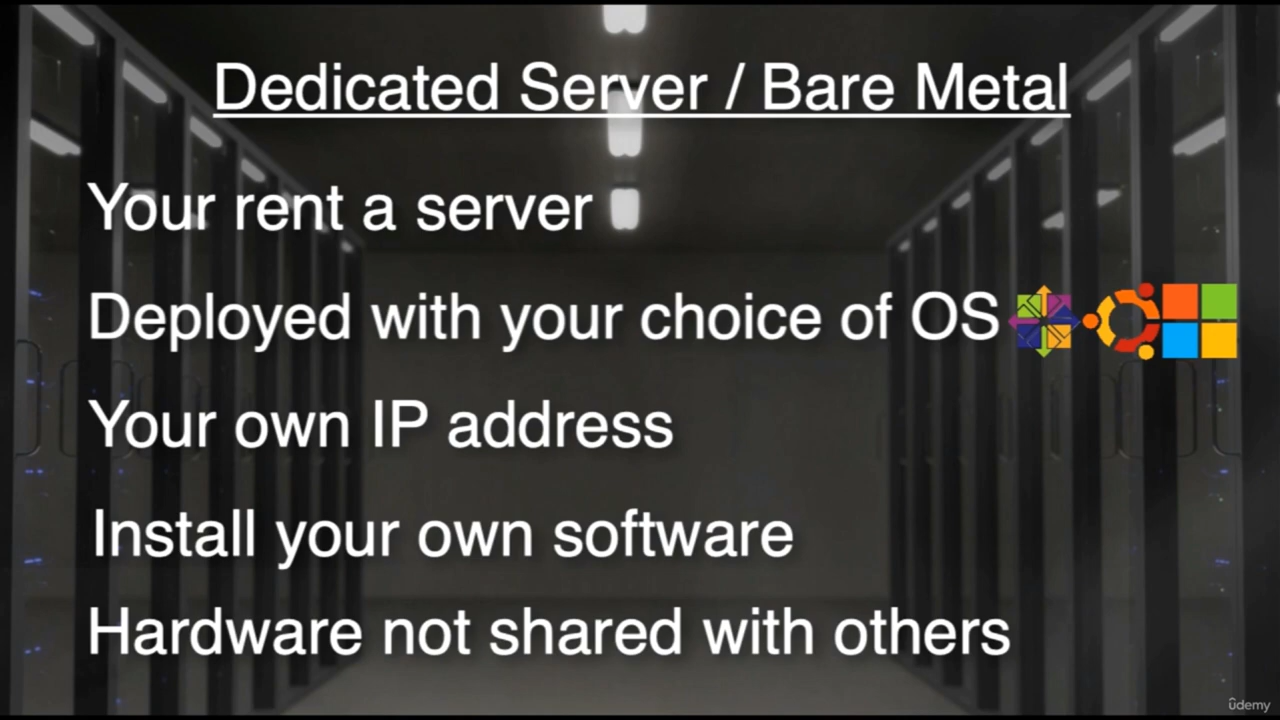 Dedicated Server / Bare Metal
Your rent a server
Deployed with your choice of OS
Your own IP address
Install your own software
Hardware not shared with others
ûdemy